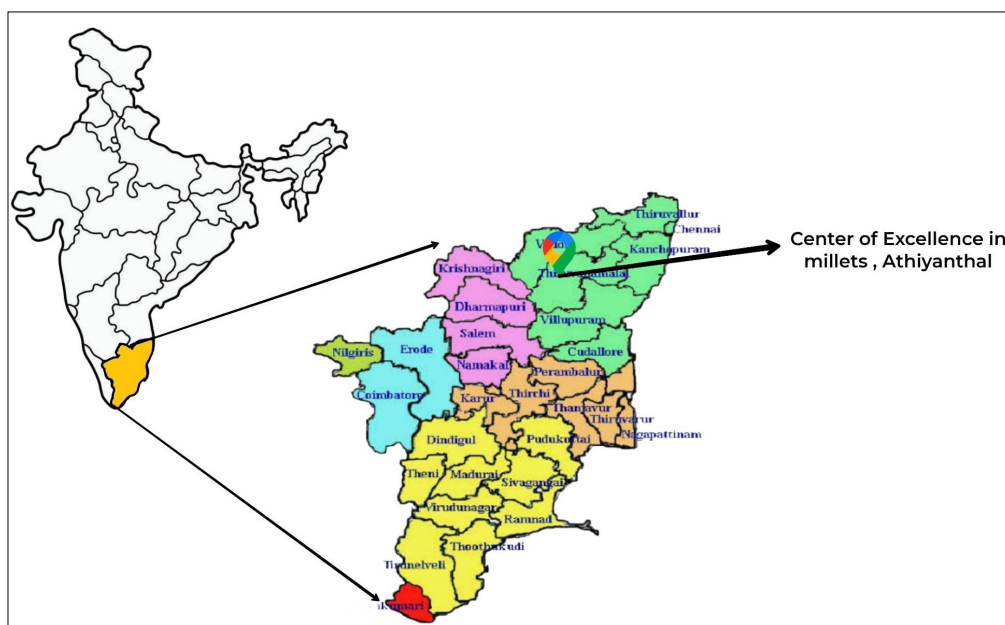 Thiruvallur
Chennai
Kanchopuram
Center of Excellence in
millets , Athiyanthal
Krishnagiri
Dharmapuri
Villupuram
Salem
Nilgiris
Erode
Cudallore
Namakal
Perambalur
Coimbatore
Karur
Thirchi
Thanjavur
Thiruvarur
Nagapattinam
Dindigul
Pudukottai
Theni
Madurai
Sivagangai
Virudunagar
Ramnad
Thoothukudi
Tirunelveli